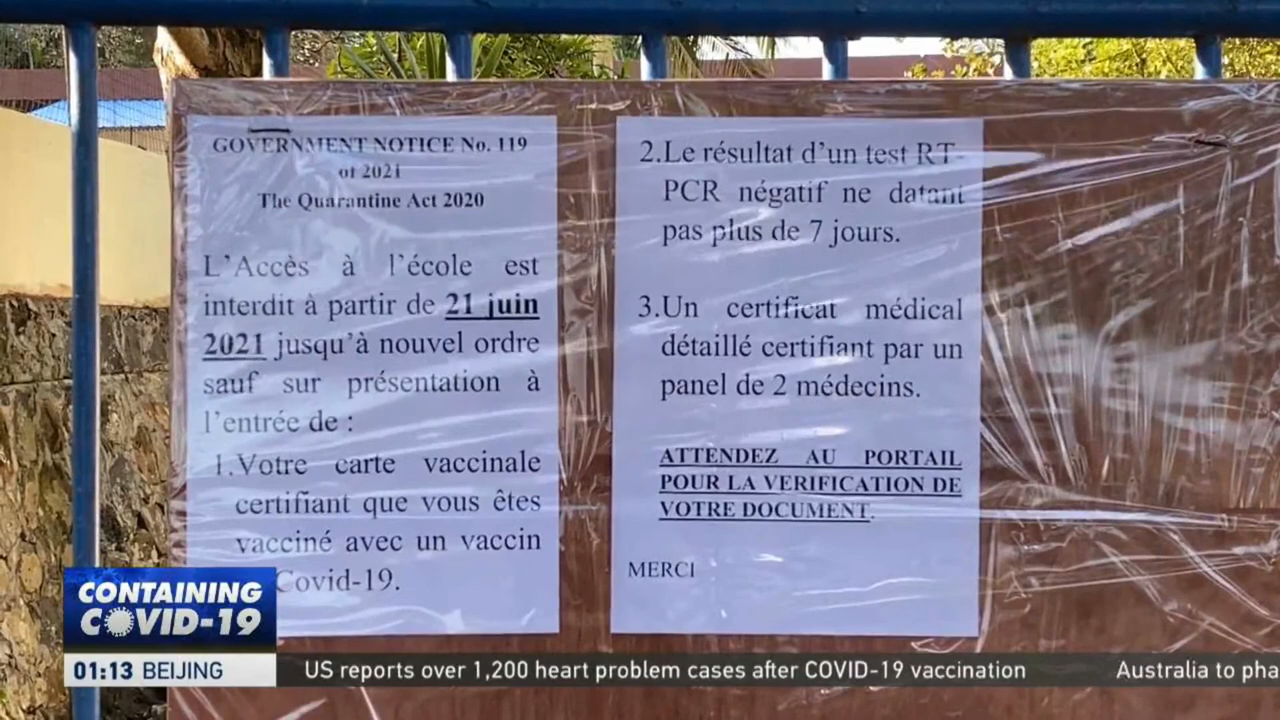 GOVERNMENT NOTICE No. 119
of 2021
The Quarantine Act 2020
L'Accès à l'école est
interdit à partir de 21 juin
2021 jusqu'à nouvel ordre
sauf sur présentation à
l'entrée de :
1.Votre carte vaccinale
certifiant que vous êtes
vacciné avec un vaccin
Covid-19.
2.Le résultat d'un test RT-
PCR négatif ne datant
pas plus de 7 jours.
3.Un certificat médical
détaillé certifiant par un
panel de 2 médecins.
ATTENDEZ AU PORTAIL
POUR LA VERIFICATION DE
VOTRE DOCUMENT.
MERCI
CONTAINING
COVID-19
01:13 BEIJING
US reports over 1,200 heart problem cases after COVID-19 vaccination
Australia to pha